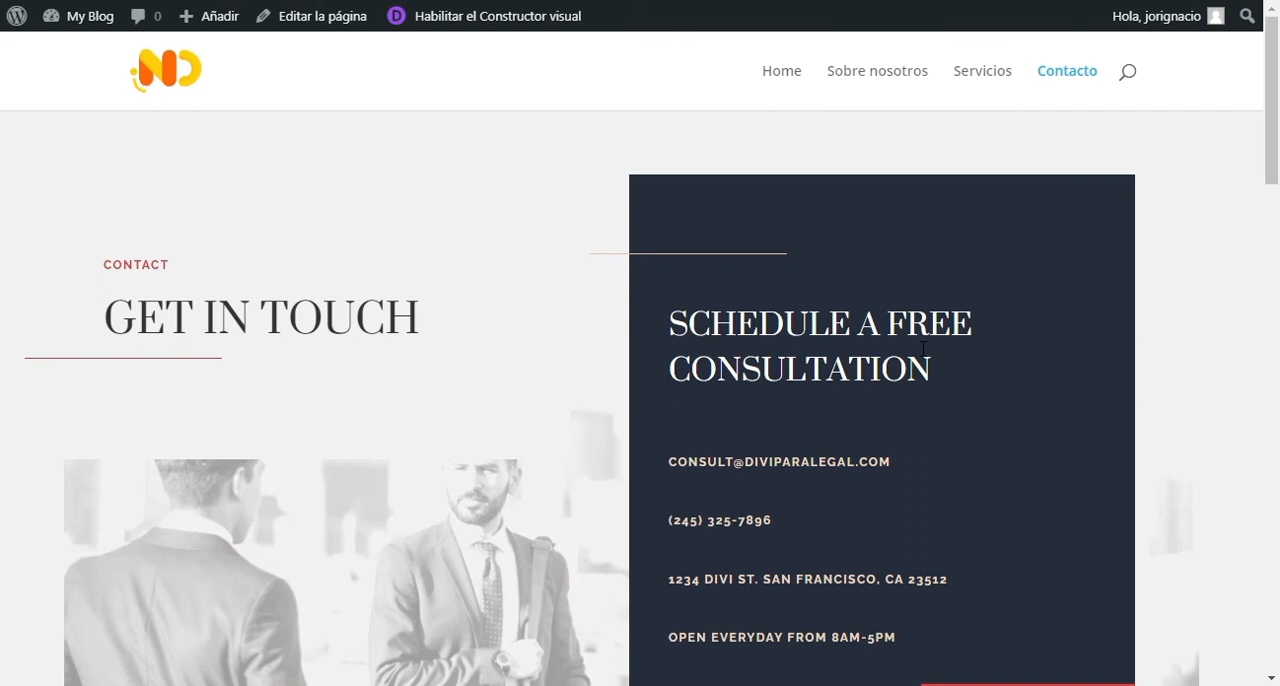 My Blog 0 Añadir Editar la página Habilitar el Constructor visual Hola, jorignacio
ND Home Sobre nosotros Servicios Contacto
CONTACT
GET IN TOUCH
SCHEDULE A FREE
CONSULTATION
CONSULT@DIVIPARALEGAL.COM
(245) 325-7896
1234 DIVI ST. SAN FRANCISCO, CA 23512
OPEN EVERYDAY FROM 8AM-5PM